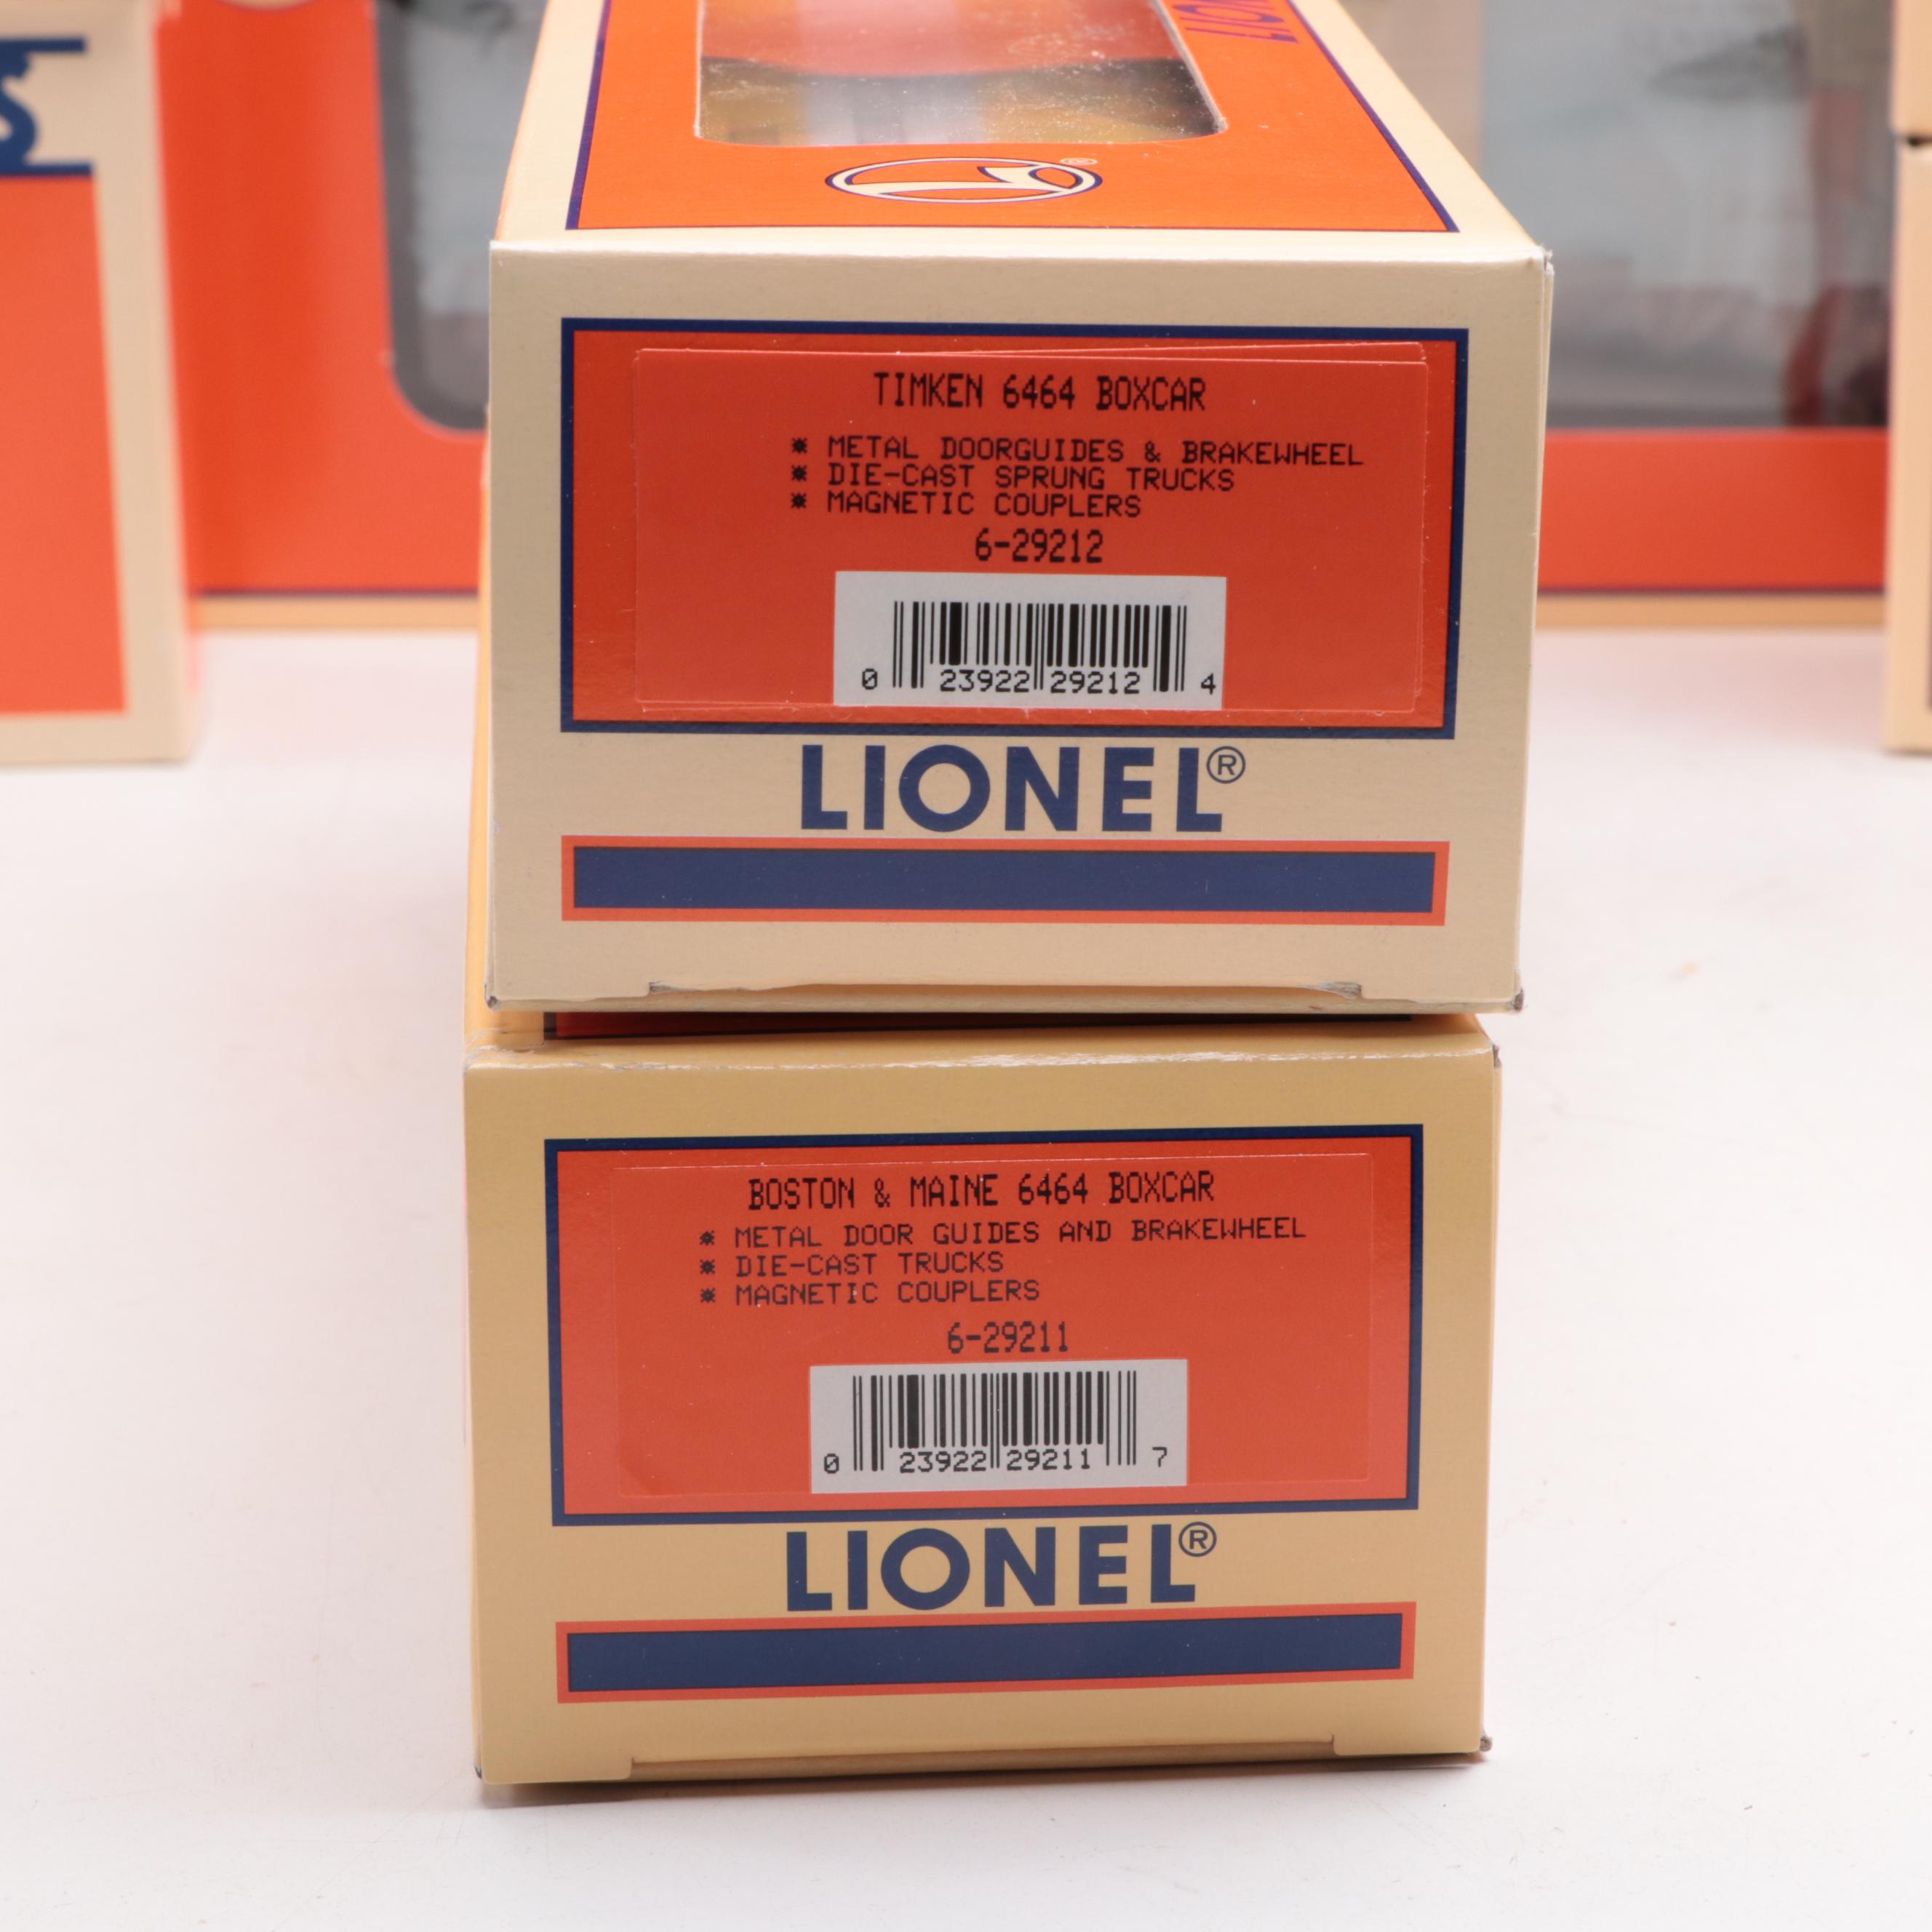 LION
TIMKEN 6464 BOXCAR
* METAL DOORGUIDES & BRAKEWHEEL
* DIE-CAST SPRUNG TRUCKS
* MAGNETIC COUPLERS
6-29212
0 23922 29212 4
LIONEL®
BOSTON & MAINE 6464 BOXCAR
* METAL DOOR GUIDES AND BRAKEWHEEL
* DIE-CAST TRUCKS
* MAGNETIC COUPLERS
6-29211
0 23922 29211 7
LIONEL®